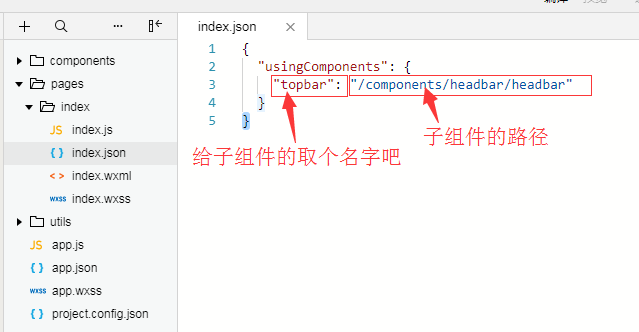 index.json
components
pages
index
JS index.js
{ } index.json
< > index.wxml
wxss index.wxss
utils
JS app.js
{ } app.json
wxss app.wxss
{ } project.config.json
1 {
2 "usingComponents": {
3 "topbar": "/components/headbar/headbar"
4 }
5 }
给子组件的取个名字吧
子组件的路径